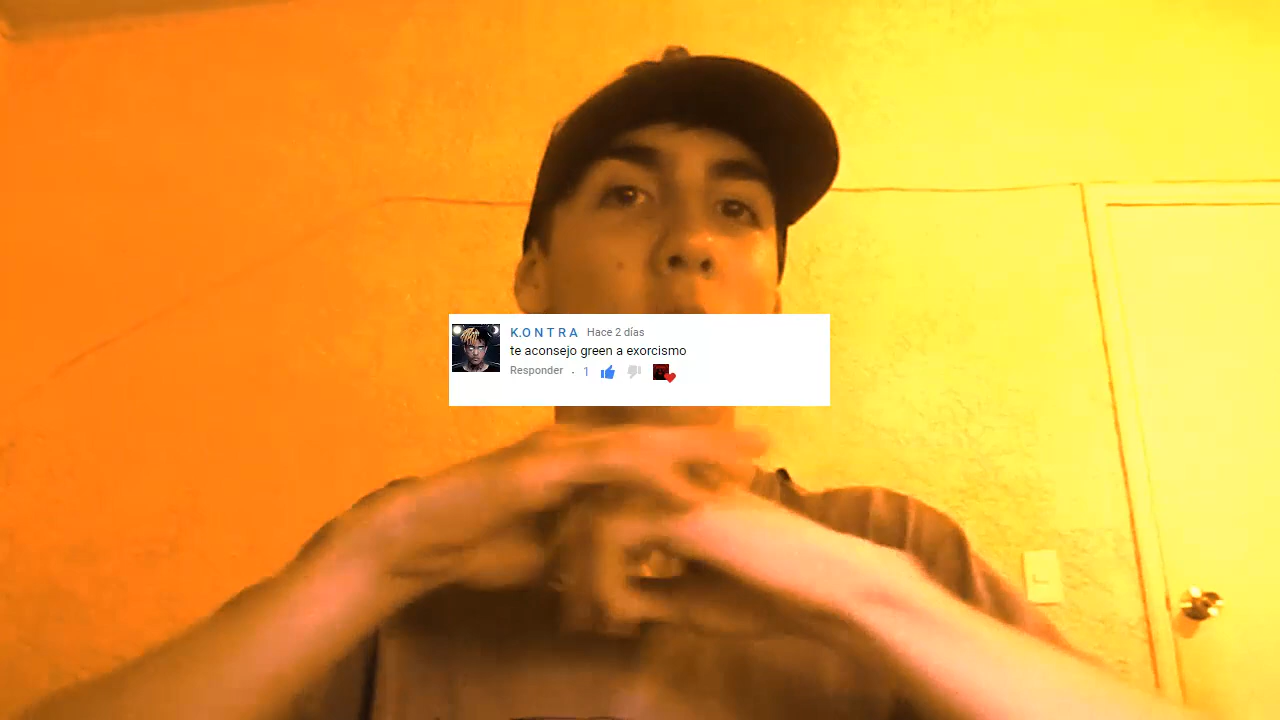 K.O N T R A Hace 2 días
te aconsejo green a exorcismo
Responder · 1